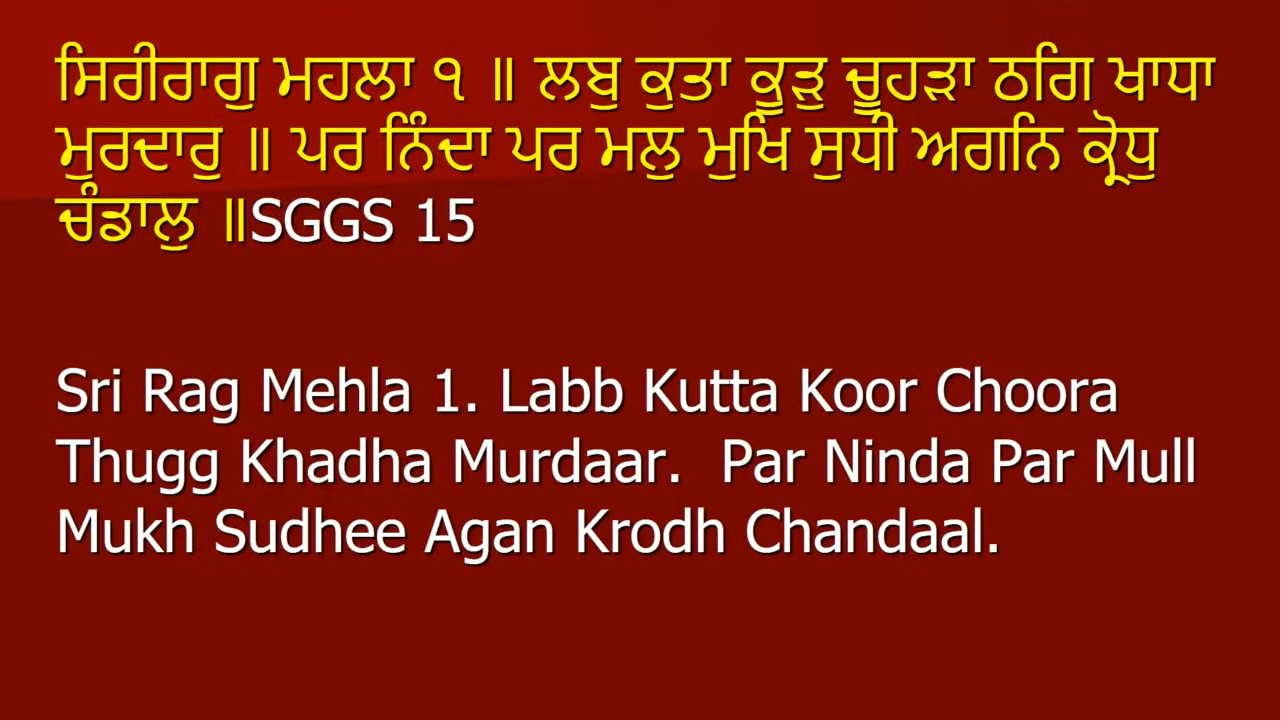 ਸਿਰੀਰਾਗੁ ਮਹਲਾ ੧ ॥ ਲਬੁ ਕੁਤਾ ਕੂੜੁ ਚੂਹੜਾ ਠਗਿ ਖਾਧਾ
ਮੁਰਦਾਰੁ ॥ ਪਰ ਨਿੰਦਾ ਪਰ ਮਲੁ ਮੁਖਿ ਸੁਧੀ ਅਗਨਿ ਕ੍ਰੋਧੁ
ਚੰਡਾਲੁ ॥SGGS 15
Sri Rag Mehla 1. Labb Kutta Koor Choora
Thugg Khadha Murdaar.  Par Ninda Par Mull
Mukh Sudhee Agan Krodh Chandaal.